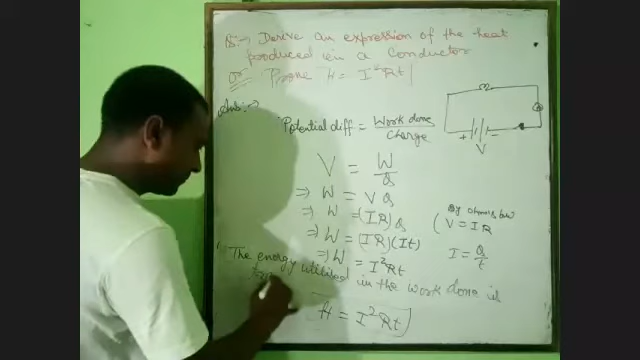 Q:→ Derive an expression of the heat
produced in a Conductor
Or Prove H = I²Rt
Ans:→
Potential diff = Work done / Charge
V = W / Q
⇒ W = V Q
⇒ W = (IR) Q
⇒ W = (IR)(It)
⇒ W = I²Rt
By ohm's law
( V = IR
I = Q / t
+ -
V
The energy utilised in the work done is
H = I²Rt